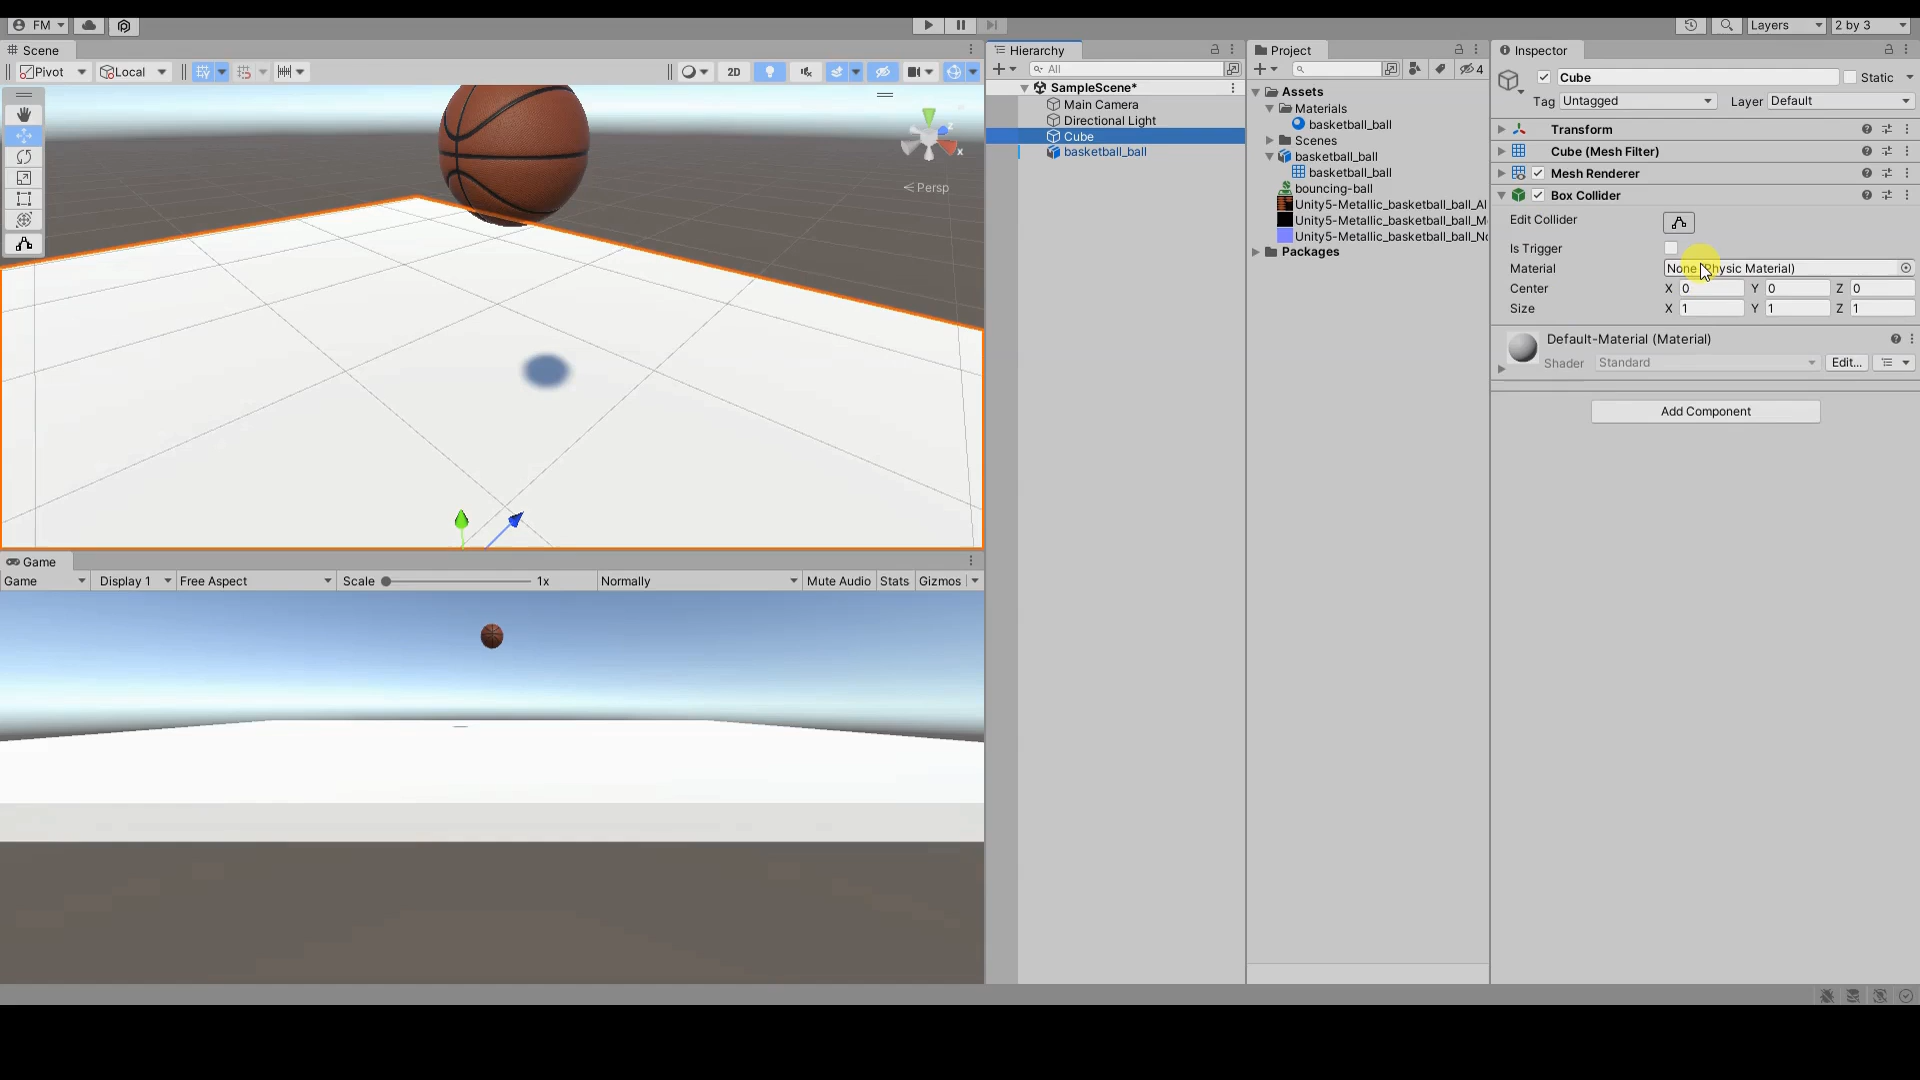 FM
Layers
2 by 3
Scene
Pivot
Local
2D
x
Persp
Game
Game
Display 1
Free Aspect
Scale
1x
Normally
Mute Audio
Stats
Gizmos
Hierarchy
All
SampleScene*
Main Camera
Directional Light
Cube
basketball_ball
Project
4
Assets
Materials
basketball_ball
Scenes
basketball_ball
basketball_ball
bouncing-ball
Unity5-Metallic_basketball_ball_Al
Unity5-Metallic_basketball_ball_M
Unity5-Metallic_basketball_ball_No
Packages
Inspector
Cube
Static
Tag Untagged
Layer Default
Transform
Cube (Mesh Filter)
Mesh Renderer
Box Collider
Edit Collider
Is Trigger
Material None (Physic Material)
Center X 0 Y 0 Z 0
Size X 1 Y 1 Z 1
Default-Material (Material)
Shader Standard Edit...
Add Component